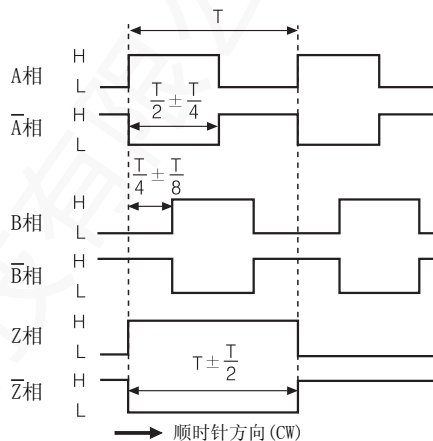 T
A相 H
L
A̅相 H
L
T/2 ± T/4
T/4 ± T/8
B相 H
L
B̅相 H
L
Z相 H
L
T ± T/2
Z̅相 H
L
顺时针方向(CW)